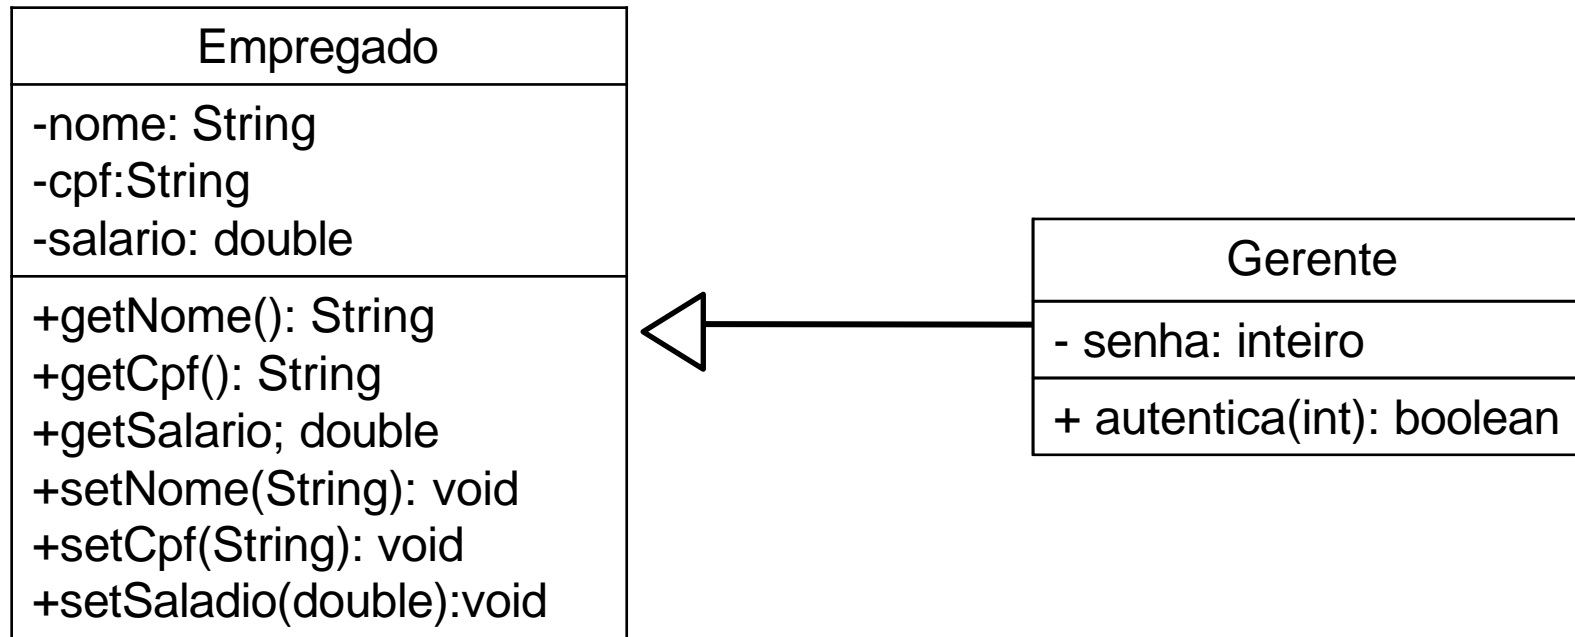 Empregado
-nome: String
-cpf:String
-salario: double
+getNome(): String
+getCpf(): String
+getSalario; double
+setNome(String): void
+setCpf(String): void
+setSaladio(double):void
Gerente
- senha: inteiro
+ autentica(int): boolean